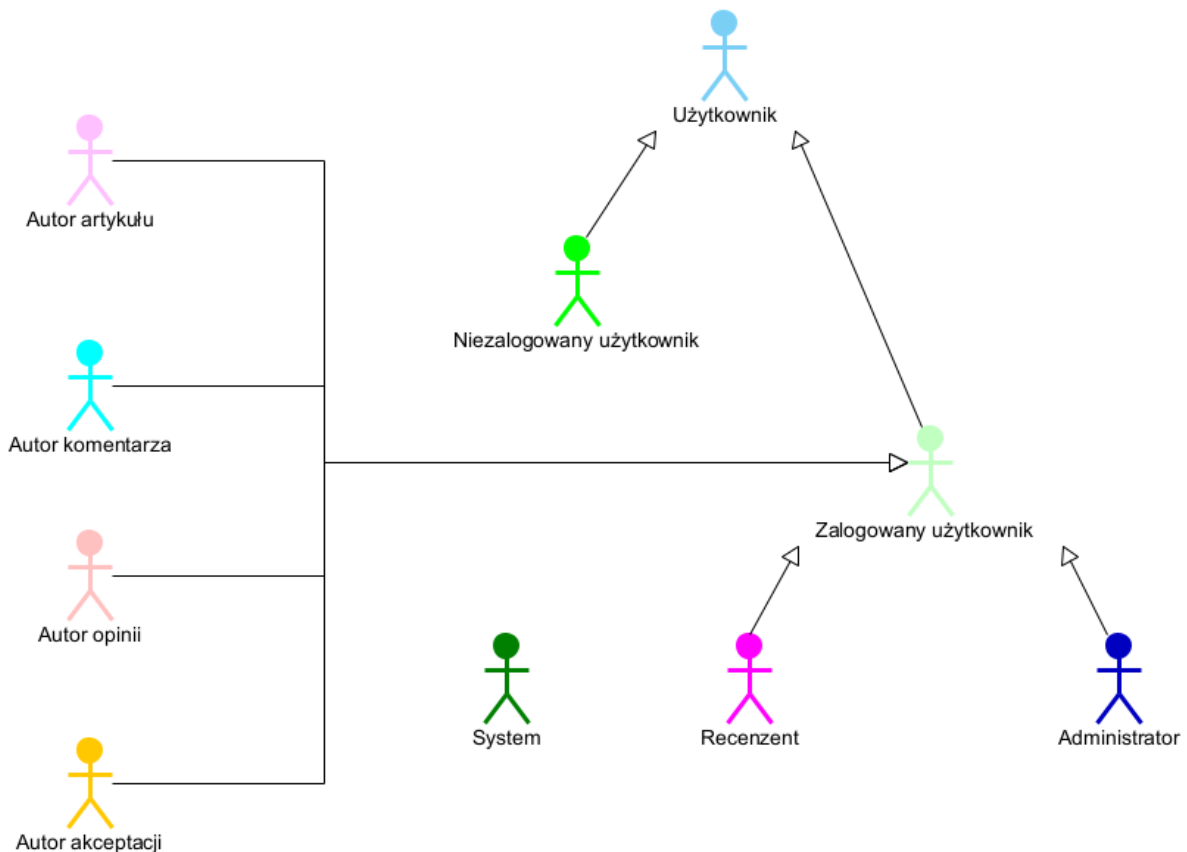 Użytkownik
Autor artykułu
Niezalogowany użytkownik
Autor komentarza
Zalogowany użytkownik
Autor opinii
System
Recenzent
Administrator
Autor akceptacji